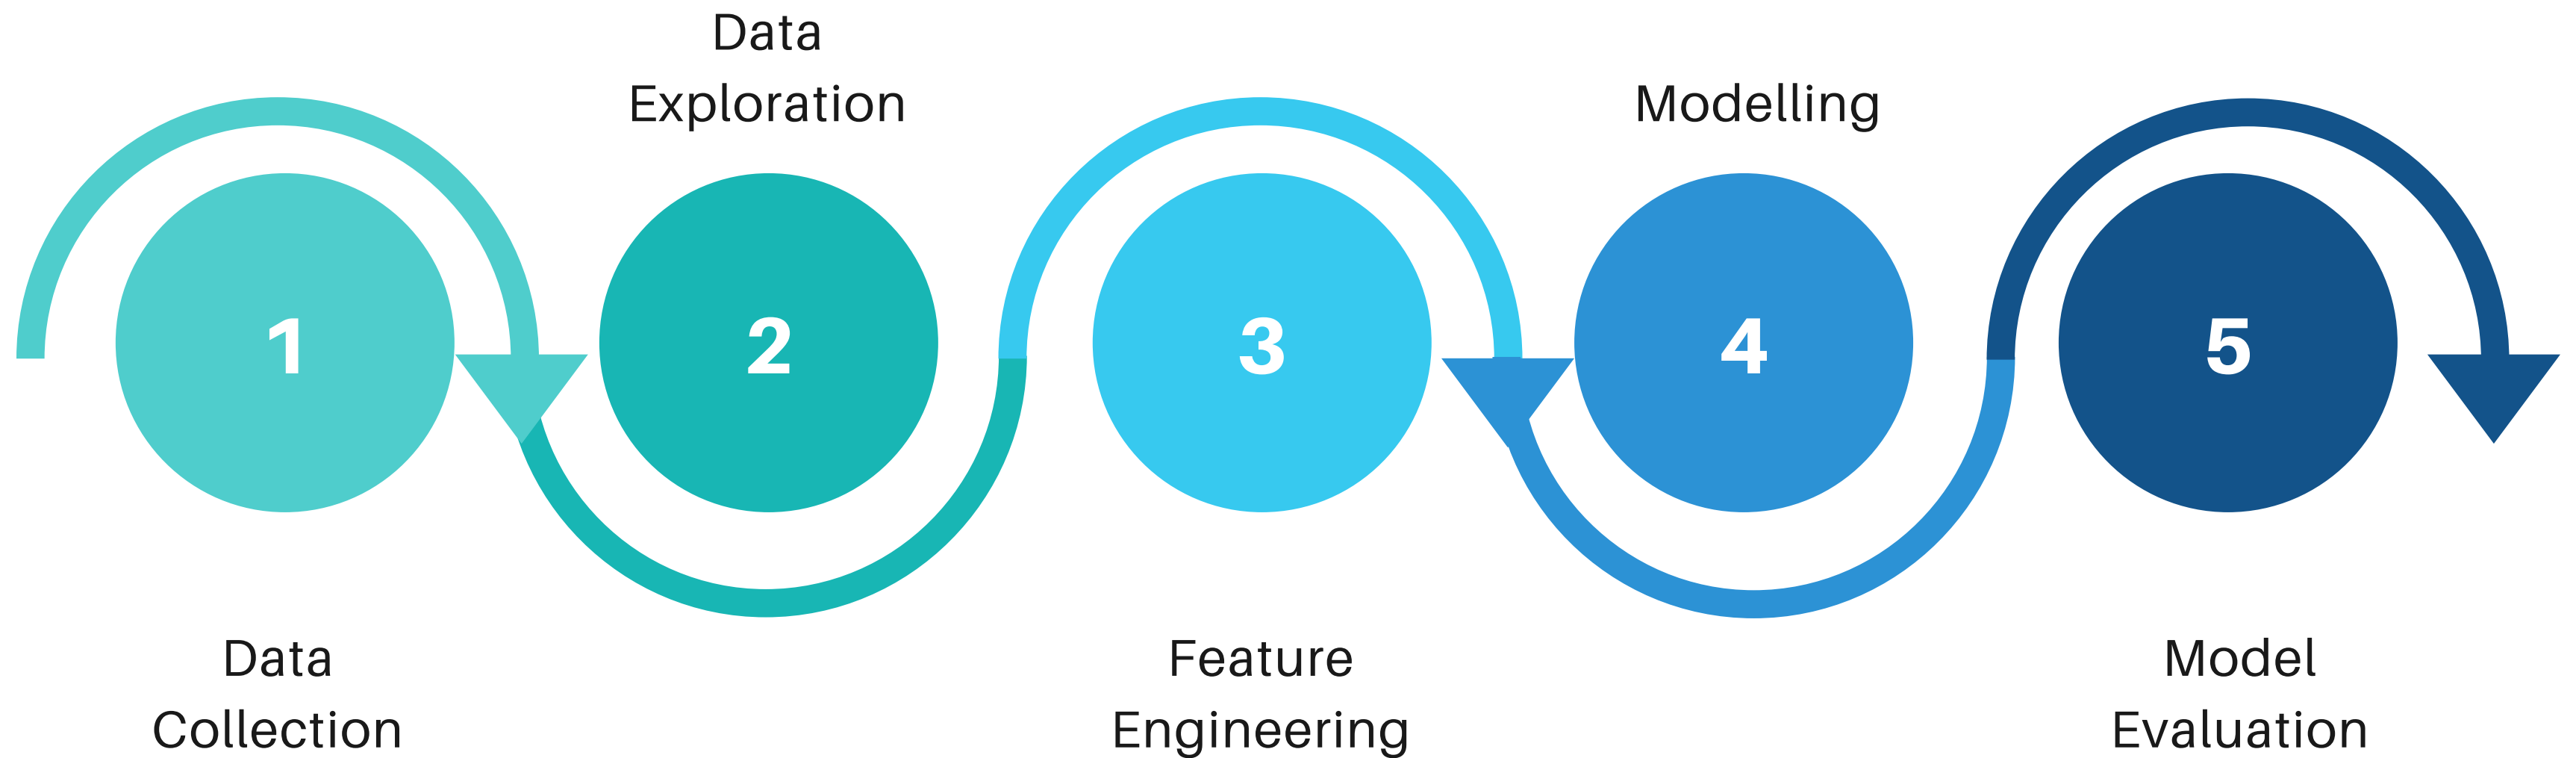 1
Data
Collection
2
Data
Exploration
3
Feature
Engineering
4
Modelling
5
Model
Evaluation